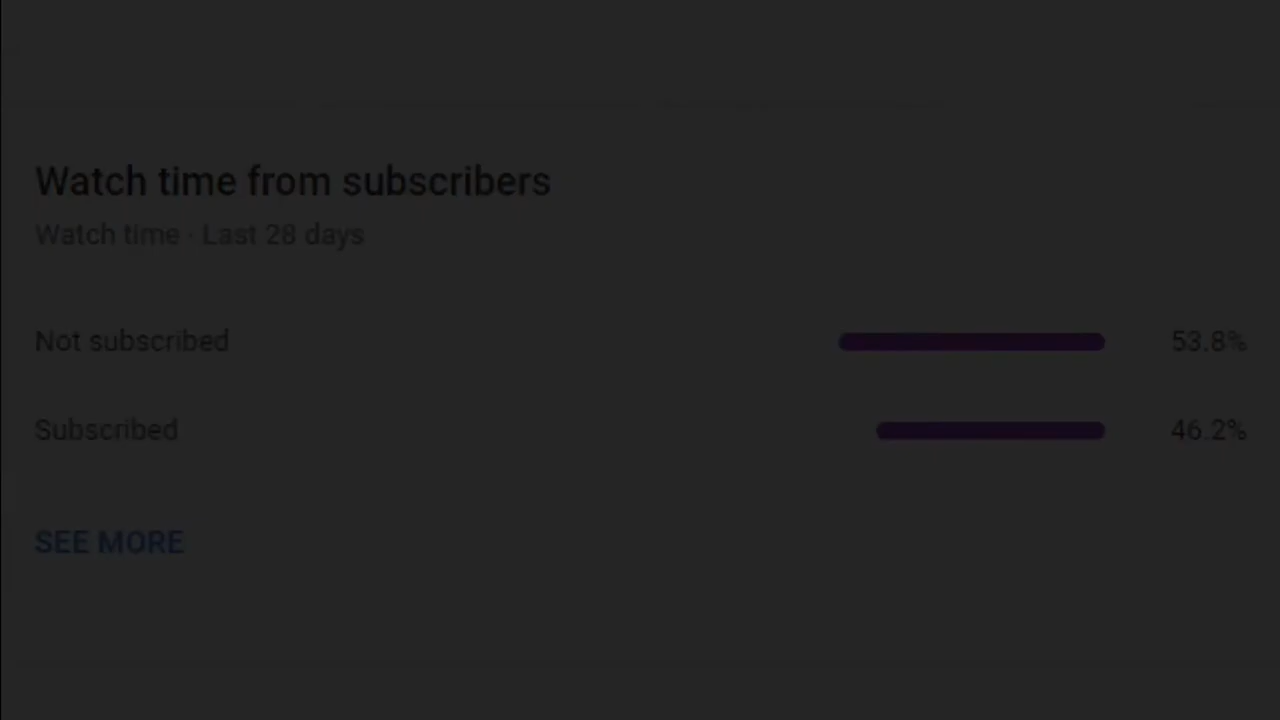 Watch time from subscribers
Watch time · Last 28 days
Not subscribed 53.8%
Subscribed 46.2%
SEE MORE